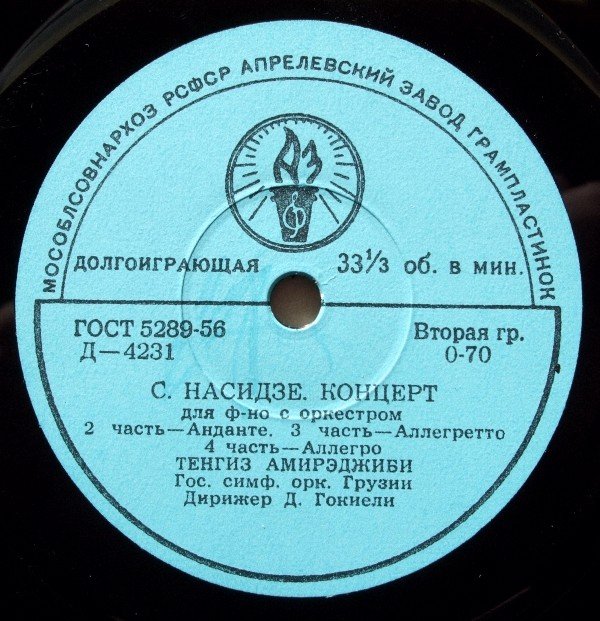 МОСОБЛСОВНАРХОЗ РСФСР АПРЕЛЕВСКИЙ ЗАВОД ГРАМПЛАСТИНОК
АЗ
ДОЛГОИГРАЮЩАЯ 33⅓ об. в мин.
ГОСТ 5289-56 Вторая гр.
Д—4231 0-70
С. НАСИДЗЕ. КОНЦЕРТ
для ф-но с оркестром
2 часть—Анданте. 3 часть—Аллегретто
4 часть—Аллегро
ТЕНГИЗ АМИРЭДЖИБИ
Гос. симф. орк. Грузии
Дирижер Д. Гокиели